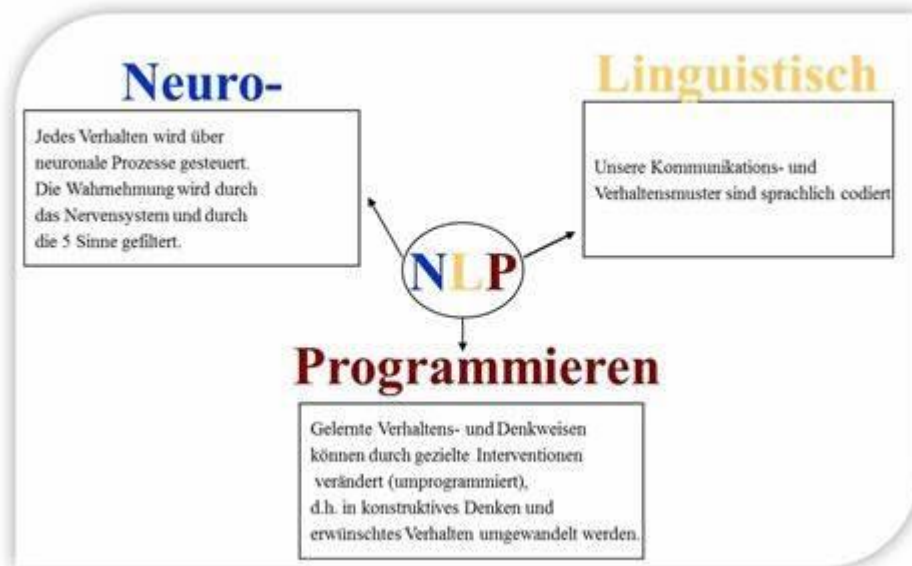 Neuro-
Jedes Verhalten wird über
neuronale Prozesse gesteuert.
Die Wahrnehmung wird durch
das Nervensystem und durch
die 5 Sinne gefiltert.
Linguistisch
Unsere Kommunikations- und
Verhaltensmuster sind sprachlich codiert
NLP
Programmieren
Gelernte Verhaltens- und Denkweisen
können durch gezielte Interventionen
verändert (umprogrammiert),
d.h. in konstruktives Denken und
erwünschtes Verhalten umgewandelt werden.